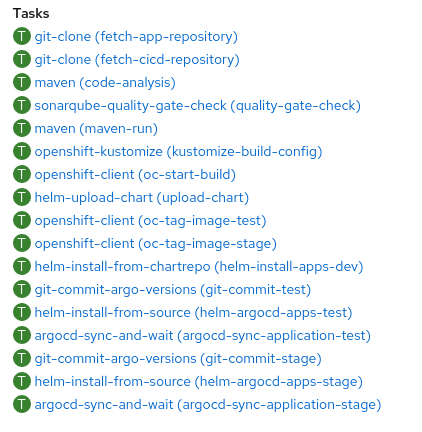 Tasks
T git-clone (fetch-app-repository)
T git-clone (fetch-cicd-repository)
T maven (code-analysis)
T sonarqube-quality-gate-check (quality-gate-check)
T maven (maven-run)
T openshift-kustomize (kustomize-build-config)
T openshift-client (oc-start-build)
T helm-upload-chart (upload-chart)
T openshift-client (oc-tag-image-test)
T openshift-client (oc-tag-image-stage)
T helm-install-from-chartrepo (helm-install-apps-dev)
T git-commit-argo-versions (git-commit-test)
T helm-install-from-source (helm-argocd-apps-test)
T argocd-sync-and-wait (argocd-sync-application-test)
T git-commit-argo-versions (git-commit-stage)
T helm-install-from-source (helm-argocd-apps-stage)
T argocd-sync-and-wait (argocd-sync-application-stage)